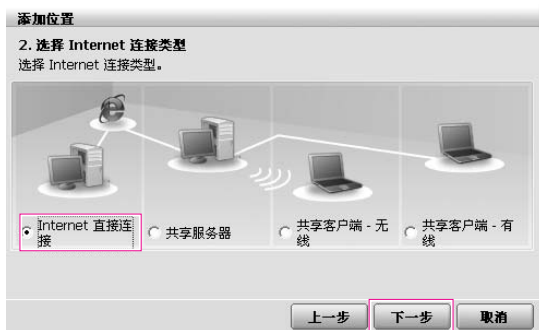 添加位置
2. 选择 Internet 连接类型
选择 Internet 连接类型。
Internet 直接连
接
共享服务器
共享客户端 - 无
线
共享客户端 - 有
线
上一步 下一步 取消